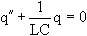 q″ + 1/LC q = 0